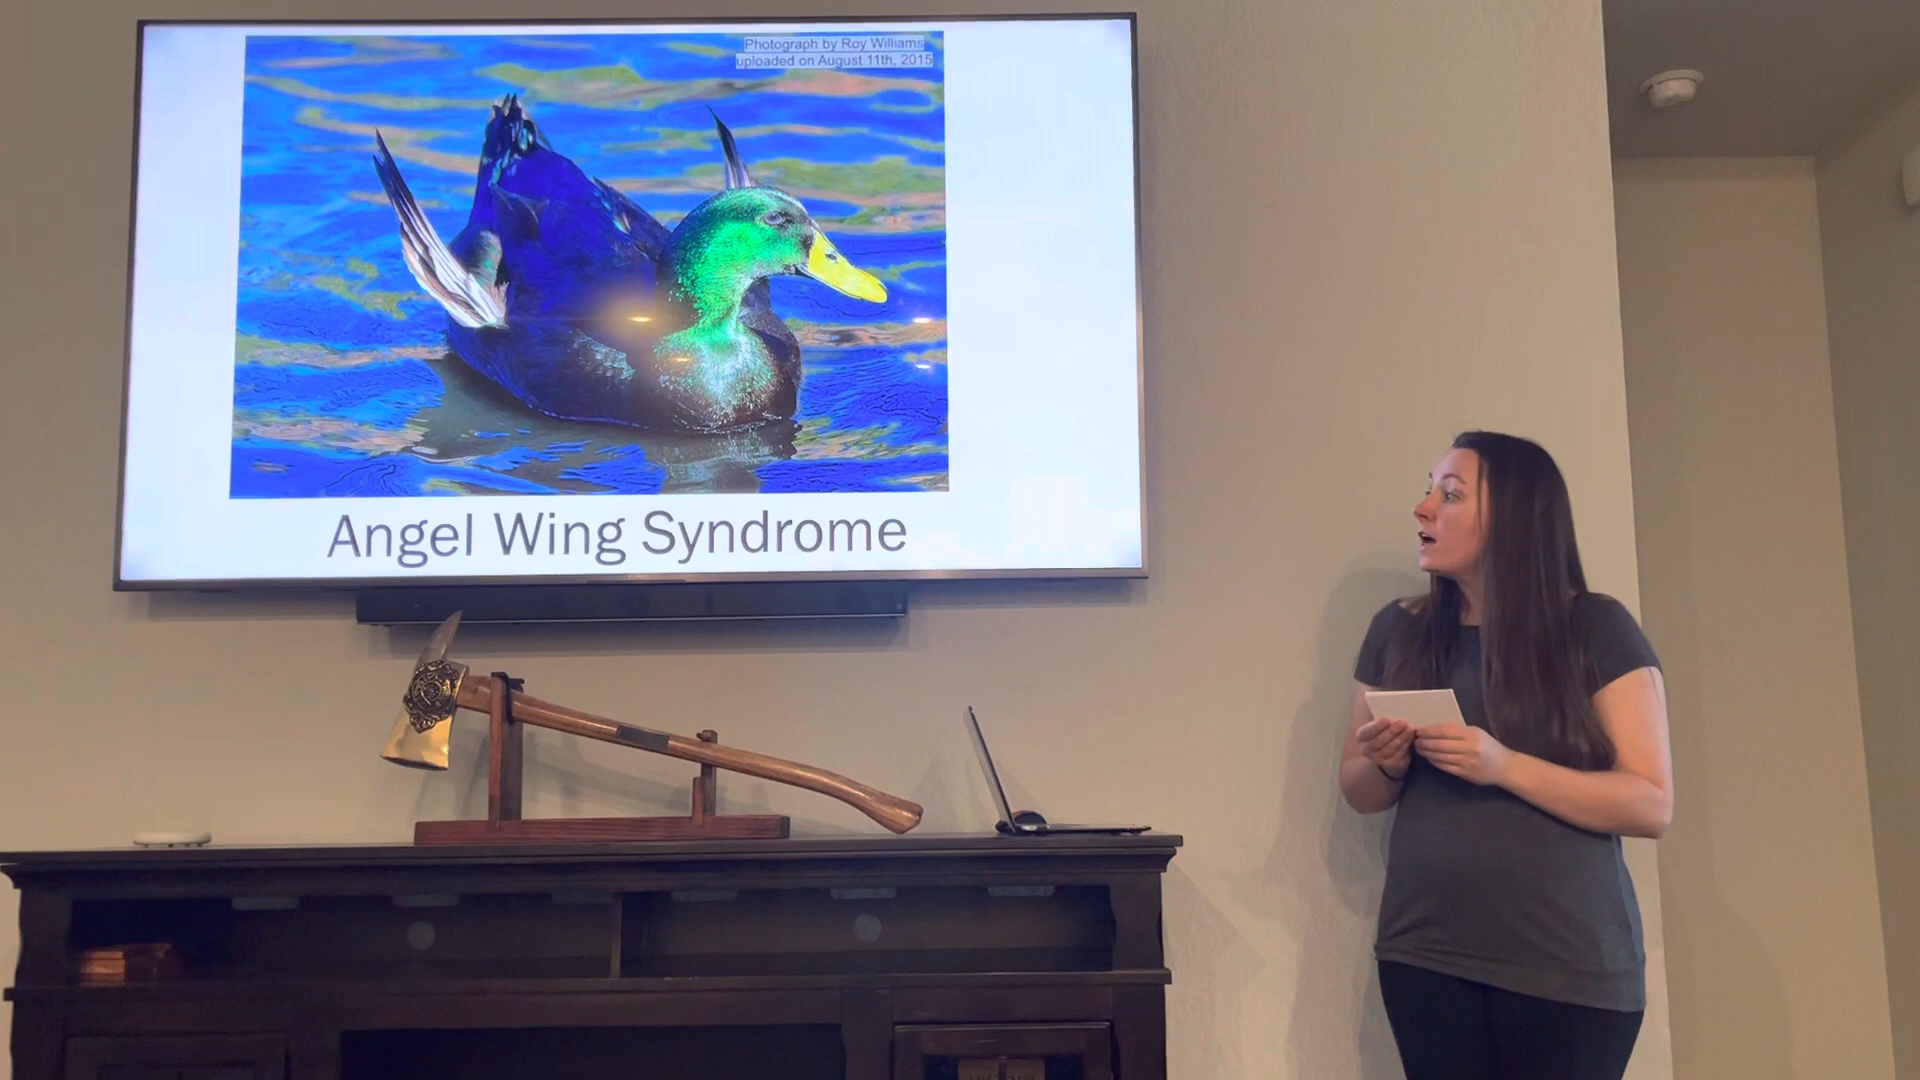 Photograph by Roy Williams
uploaded on August 11th, 2015
Angel Wing Syndrome